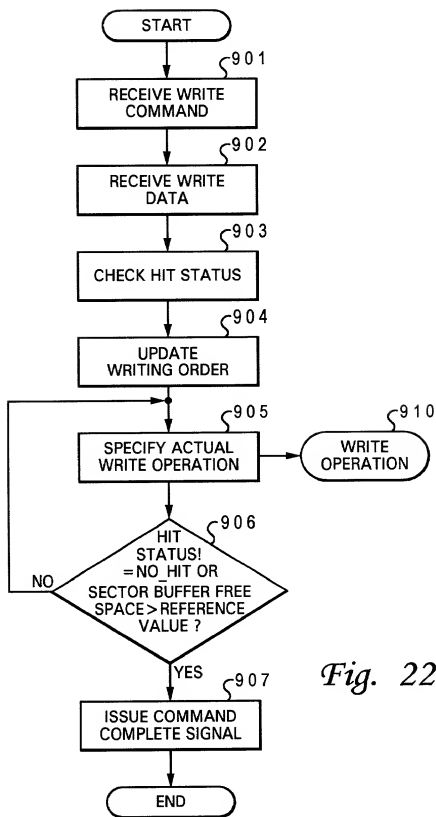 START
901
RECEIVE WRITE
COMMAND
902
RECEIVE WRITE
DATA
903
CHECK HIT STATUS
904
UPDATE
WRITING ORDER
905
SPECIFY ACTUAL
WRITE OPERATION
910
WRITE
OPERATION
906
HIT
STATUS!
=NO_HIT OR
SECTOR BUFFER FREE
SPACE>REFERENCE
VALUE ?
NO
YES
907
ISSUE COMMAND
COMPLETE SIGNAL
END
Fig. 22